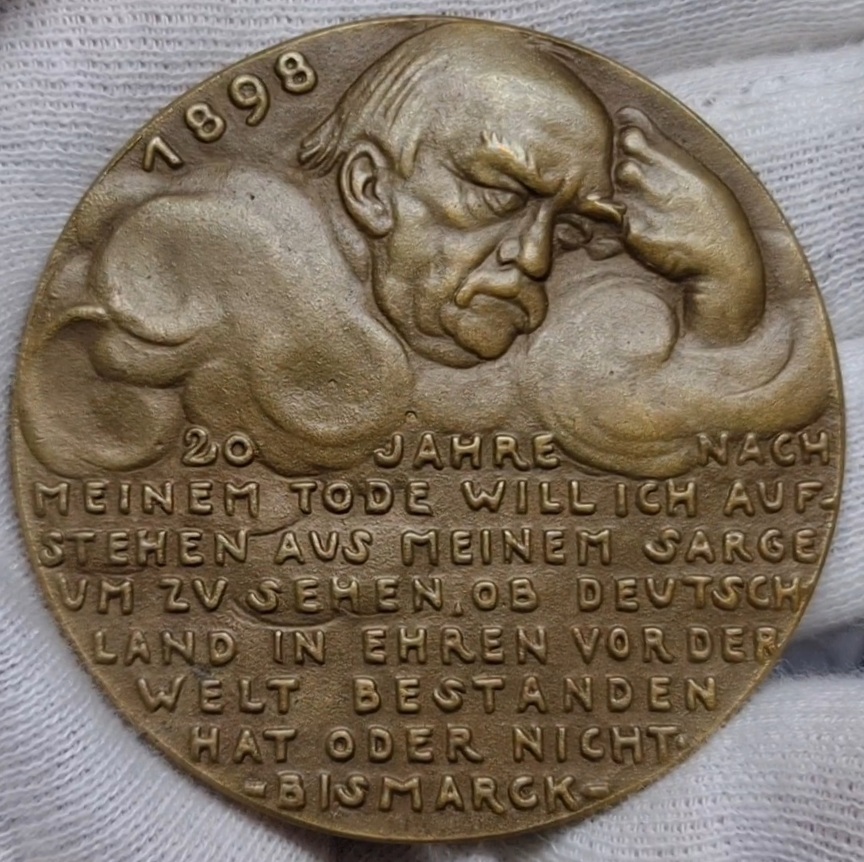 1898
20 JAHRE NACH
MEINEM TODE WILL ICH AUF-
STEHEN AUS MEINEM SARGE
UM ZU SEHEN, OB DEUTSCH-
LAND IN EHREN VOR DER
WELT BESTANDEN
HAT ODER NICHT.
-BISMARCK-